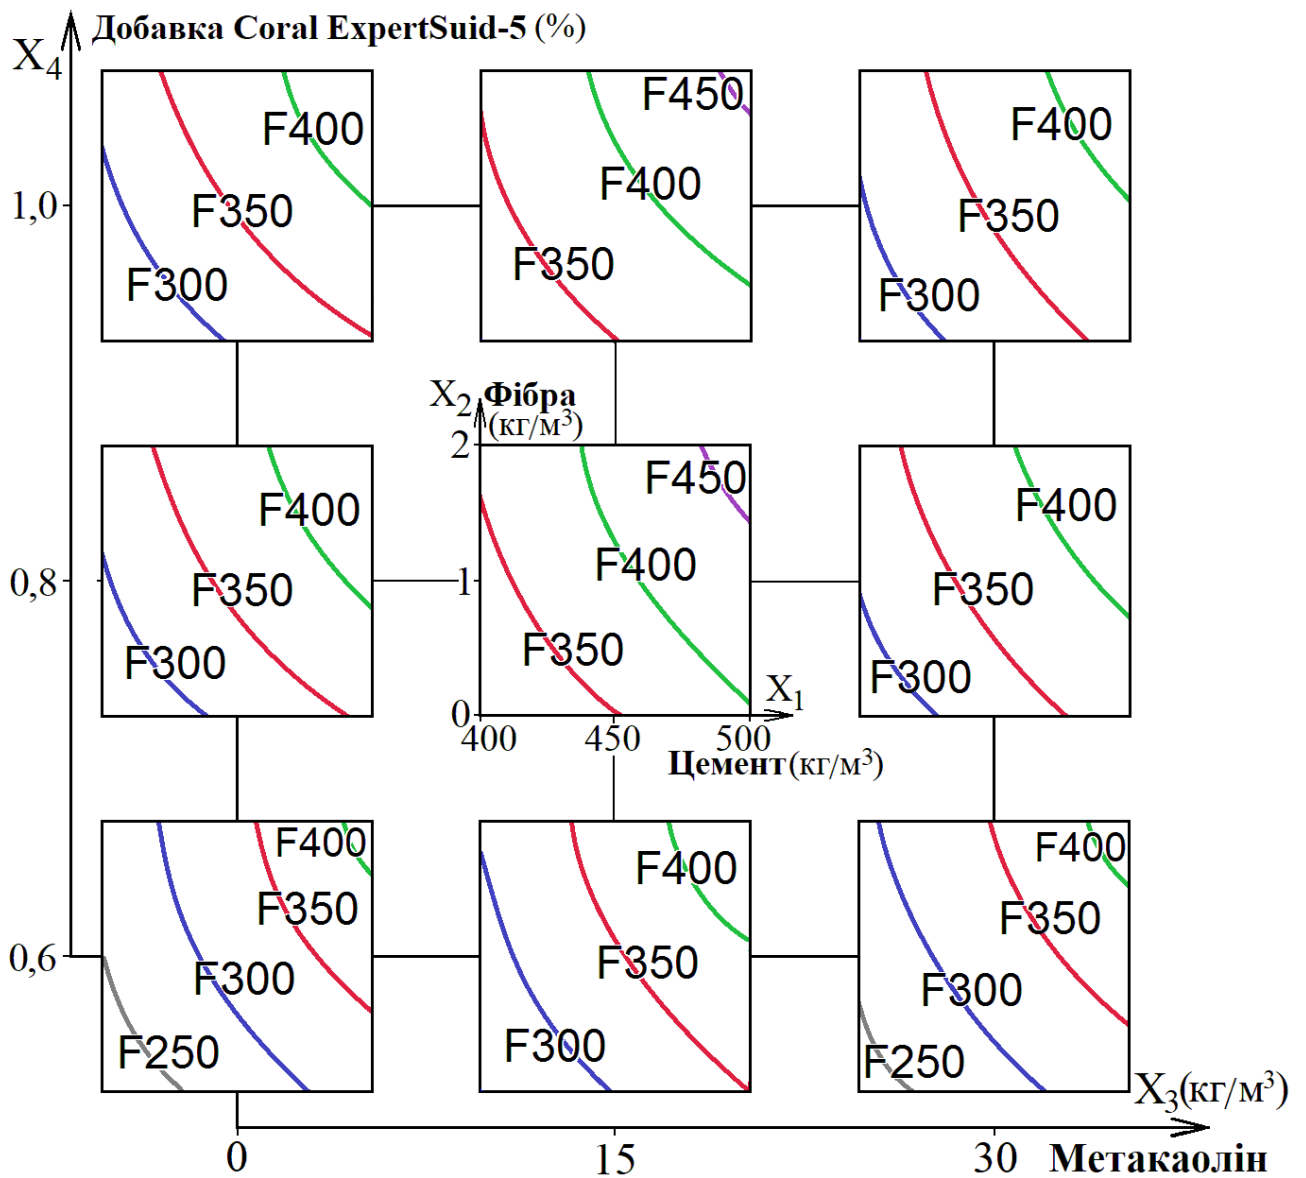 Добавка Coral ExpertSuid-5 (%)
X4
F400 F450 F400
F350 F400 F350
F300 F350 F300
1,0
X2 Фібра
(кг/м³)
2
F400 F450 F400
F350 F400 F350
0,8 1
F300 F350 F300
0 X1
400 450 500
Цемент (кг/м³)
F400 F400 F400
F350 F350 F350
F300 F300 F300
0,6
F250 F250
X3 (кг/м³)
0 15 30 Метакаолін